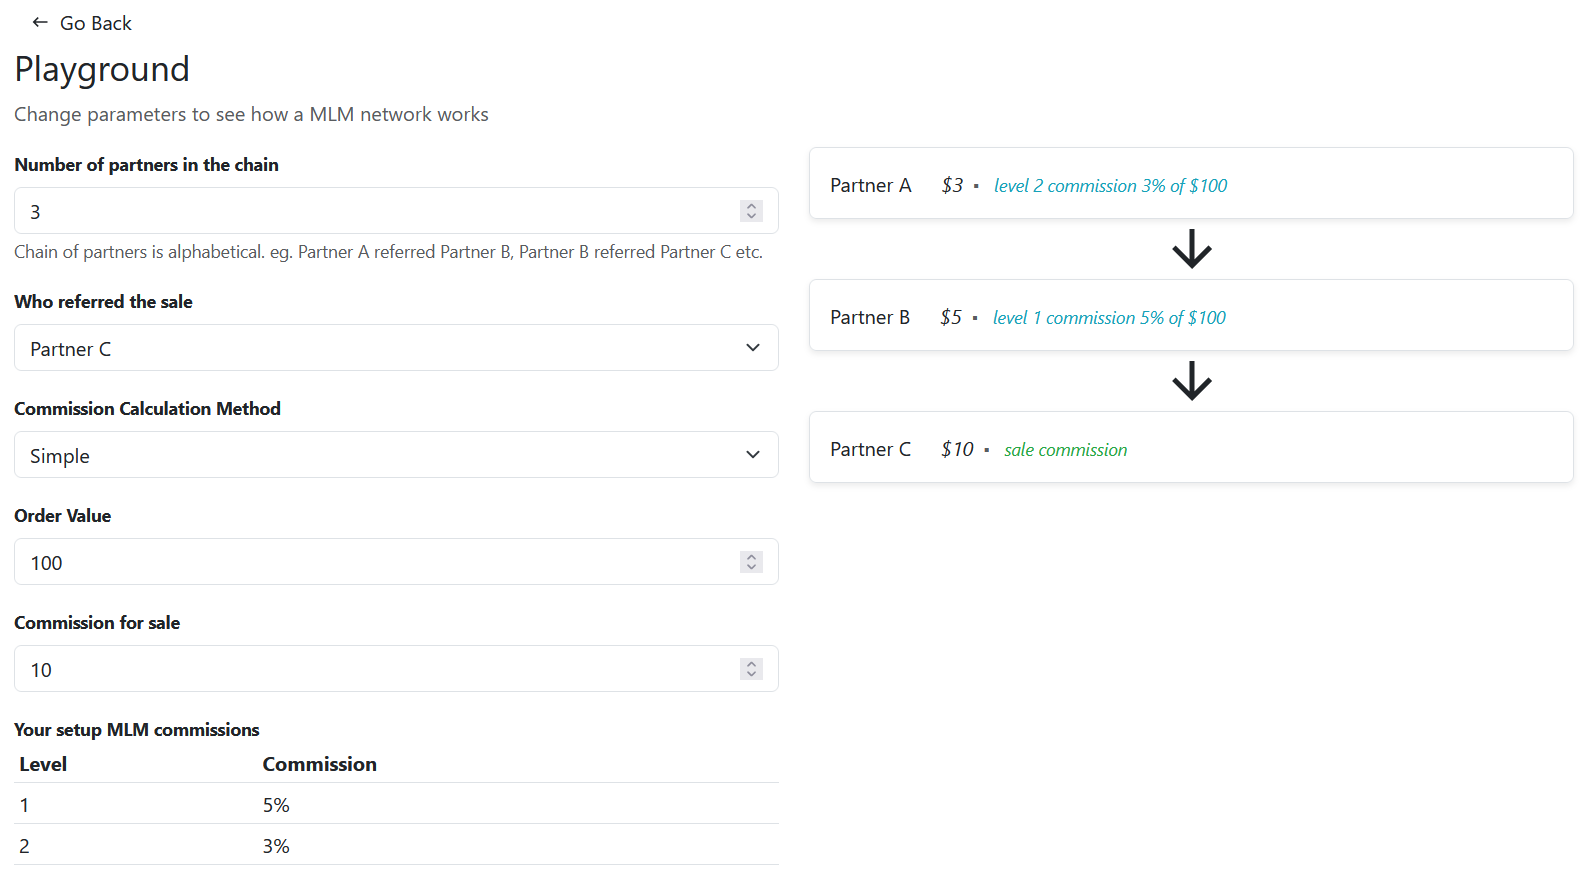 Go Back
Playground
Change parameters to see how a MLM network works
Number of partners in the chain
3
Chain of partners is alphabetical. eg. Partner A referred Partner B, Partner B referred Partner C etc.
Who referred the sale
Partner C
Commission Calculation Method
Simple
Order Value
100
Commission for sale
10
Your setup MLM commissions
Level Commission
1 5%
2 3%
Partner A $3 ▪ level 2 commission 3% of $100
Partner B $5 ▪ level 1 commission 5% of $100
Partner C $10 ▪ sale commission